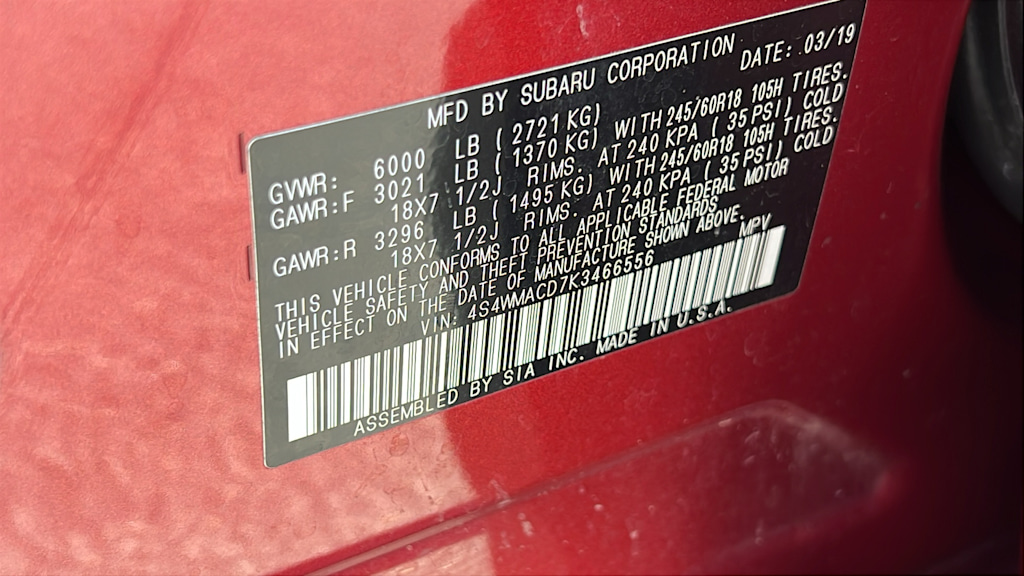 MFD BY SUBARU CORPORATION DATE: 03/19
GVWR: 6000 LB ( 2721 KG)
GAWR:F 3021 LB ( 1370 KG) WITH 245/60R18 105H TIRES.
18X7 1/2J RIMS. AT 240 KPA ( 35 PSI) COLD
GAWR:R 3296 LB ( 1495 KG) WITH 245/60R18 105H TIRES.
18X7 1/2J RIMS. AT 240 KPA ( 35 PSI) COLD
THIS VEHICLE CONFORMS TO ALL APPLICABLE FEDERAL MOTOR
VEHICLE SAFETY AND THEFT PREVENTION STANDARDS
IN EFFECT ON THE DATE OF MANUFACTURE SHOWN ABOVE.
VIN: 4S4WMACD7K3466556 MPV
ASSEMBLED BY SIA INC. MADE IN U.S.A.